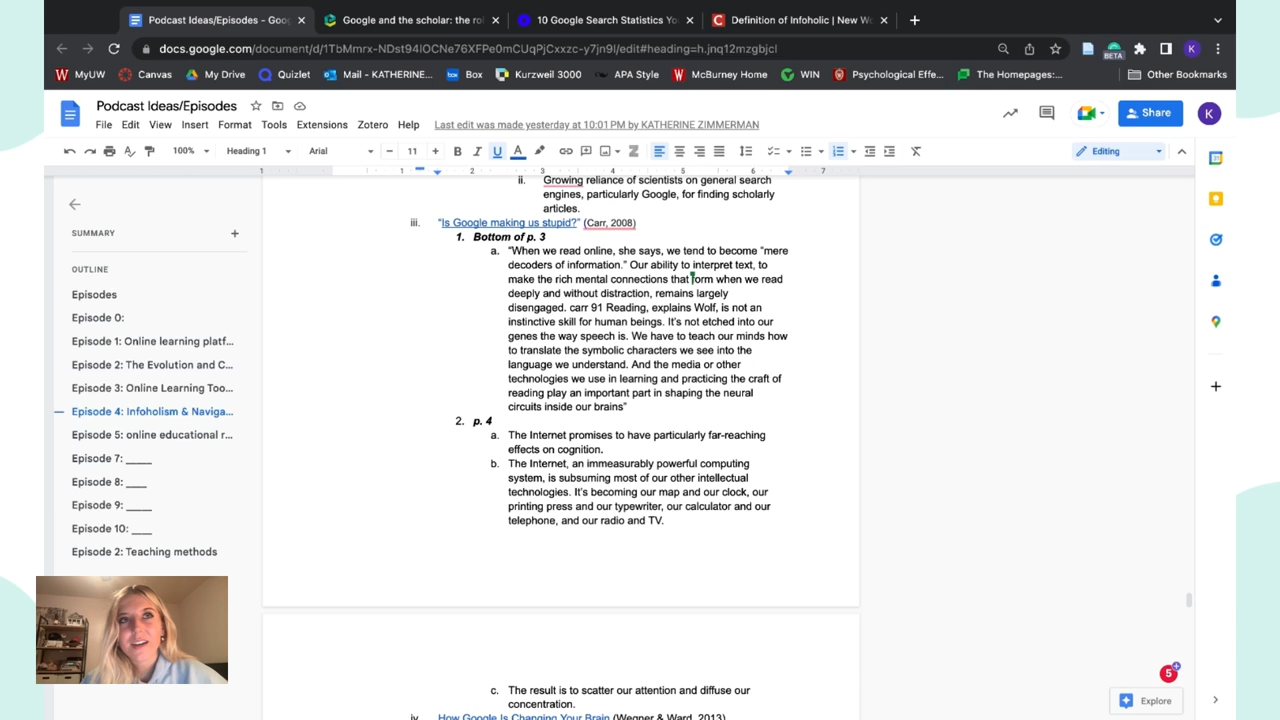 Podcast Ideas/Episodes - Goog
Google and the scholar: the rol
10 Google Search Statistics Yo
Definition of Infoholic | New Wo
docs.google.com/document/d/1TbMmrx-NDst94IOCNe76XFPe0mCUqPjCxxzc-y7jn9I/edit#heading=h.jnq12mzgbjcl
BETA
K
MyUW
Canvas
My Drive
Quizlet
Mail - KATHERINE...
Box
Kurzweil 3000
APA Style
McBurney Home
WIN
Psychological Effe...
The Homepages:...
Other Bookmarks
Podcast Ideas/Episodes
File Edit View Insert Format Tools Extensions Zotero Help
Last edit was made yesterday at 10:01 PM by KATHERINE ZIMMERMAN
Share
K
100%
Heading 1
Arial
11
Editing
1 1 2 3 4 5 6 7
SUMMARY
OUTLINE
Episodes
Episode 0:
Episode 1: Online learning platf...
Episode 2: The Evolution and C...
Episode 3: Online Learning Too...
Episode 4: Infoholism & Naviga...
Episode 5: online educational r...
Episode 7: _____
Episode 8: ____
Episode 9: _____
Episode 10: ____
Episode 2: Teaching methods
ii. Growing reliance of scientists on general search
engines, particularly Google, for finding scholarly
articles.
iii. “Is Google making us stupid?” (Carr, 2008)
1. Bottom of p. 3
a. “When we read online, she says, we tend to become “mere
decoders of information.” Our ability to interpret text, to
make the rich mental connections that form when we read
deeply and without distraction, remains largely
disengaged. carr 91 Reading, explains Wolf, is not an
instinctive skill for human beings. It’s not etched into our
genes the way speech is. We have to teach our minds how
to translate the symbolic characters we see into the
language we understand. And the media or other
technologies we use in learning and practicing the craft of
reading play an important part in shaping the neural
circuits inside our brains”
2. p. 4
a. The Internet promises to have particularly far-reaching
effects on cognition.
b. The Internet, an immeasurably powerful computing
system, is subsuming most of our other intellectual
technologies. It’s becoming our map and our clock, our
printing press and our typewriter, our calculator and our
telephone, and our radio and TV.
c. The result is to scatter our attention and diffuse our
concentration.
iv. How Google Is Changing Your Brain (Wegner & Ward, 2013)
5
Explore